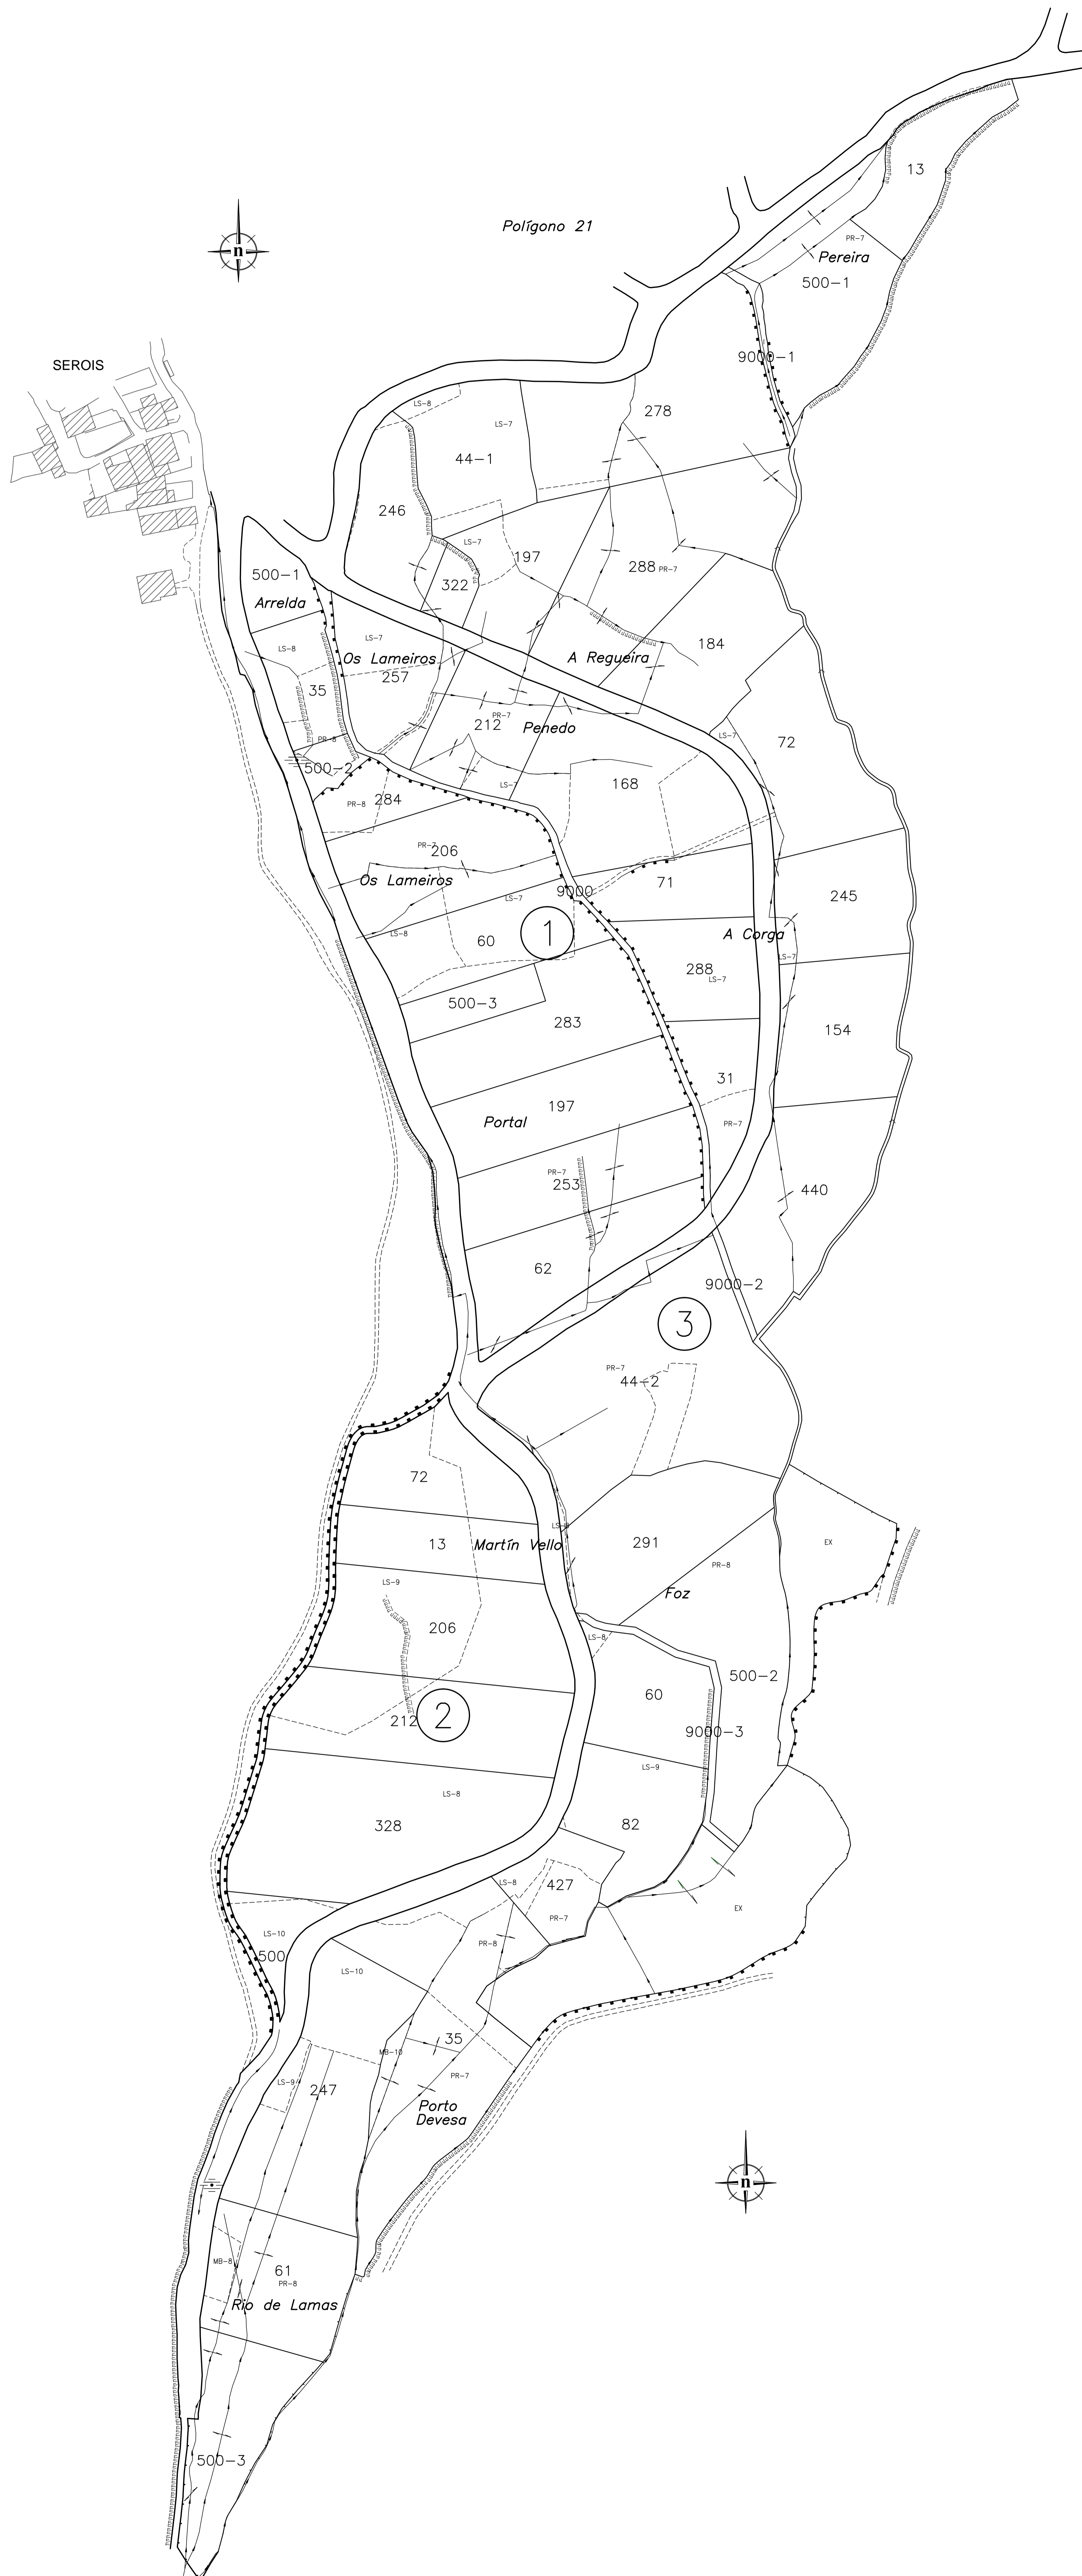 13
Polígono 21
PR-7
Pereira
500-1
n
9000-1
SEROIS
LS-8
278
LS-7
44-1
246
LS-7
197
288
PR-7
322
500-1
Arrelda
LS-7
184
LS-8
Os Lameiros
A Regueira
257
35
PR-7
212
Penedo
LS-7
72
PR-8
500-2
168
LS-7
PR-8
284
PR-7
206
Os Lameiros
71
9000
LS-7
245
LS-8
60
1
A Corga
LS-7
288
LS-7
500-3
283
154
31
197
Portal
PR-7
PR-7
253
440
62
9000-2
3
PR-7
44-2
72
13
Martín Vello
291
EX
PR-8
LS-9
Foz
206
LS-8
500-2
60
212
2
9000-3
LS-9
LS-8
328
82
LS-8
427
EX
PR-7
LS-10
PR-8
500
LS-10
35
MB-10
PR-7
LS-9
247
Porto
Devesa
n
MB-8
61
PR-8
Rio de Lamas
500-3